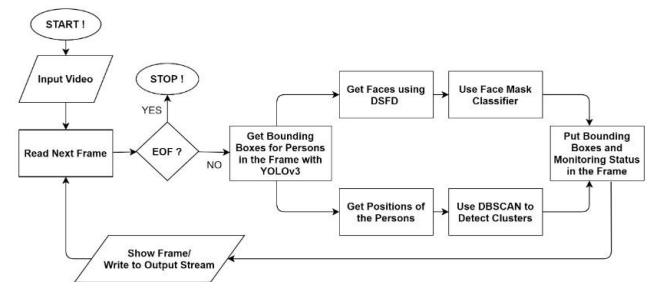 START !
Input Video
STOP !
YES
Read Next Frame
EOF ?
NO
Get Bounding
Boxes for Persons
in the Frame with
YOLOv3
Get Faces using
DSFD
Use Face Mask
Classifier
Get Positions of
the Persons
Use DBSCAN to
Detect Clusters
Put Bounding
Boxes and
Monitoring Status
in the Frame
Show Frame/
Write to Output Stream